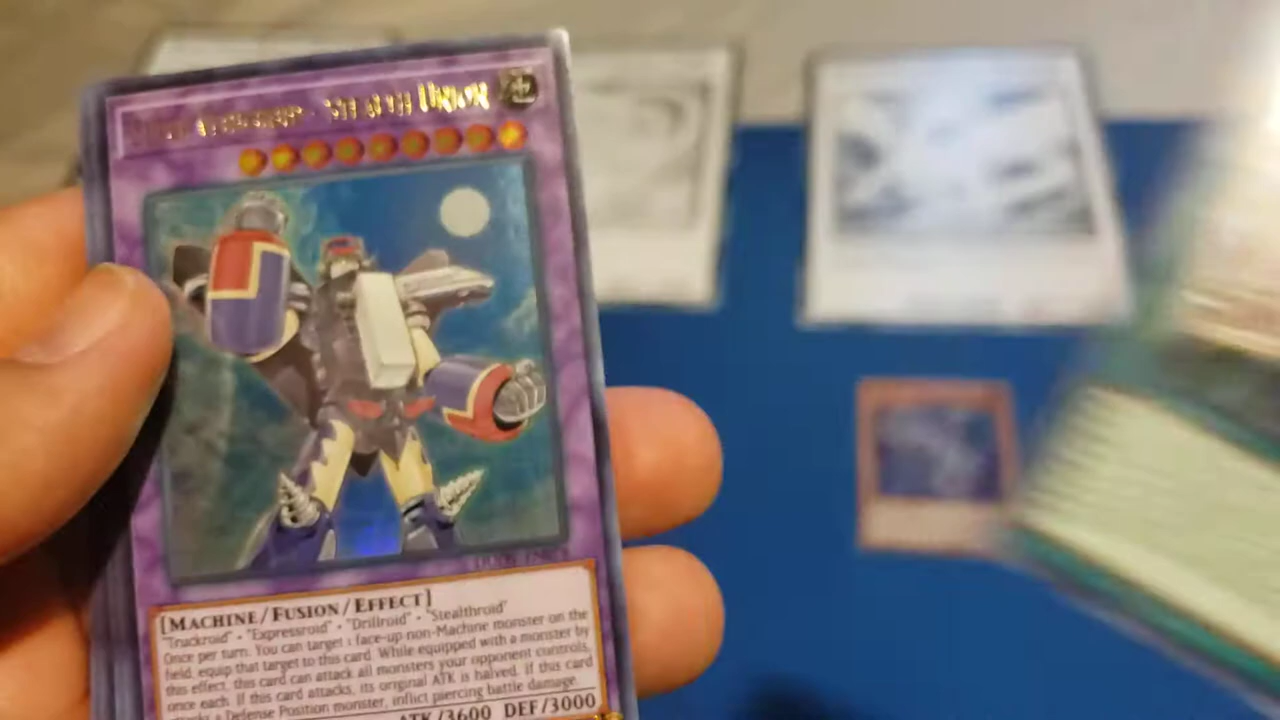 Union
[MACHINE/FUSION/EFFECT]
"Truckroid" • "Expressroid" • "Drillroid" • "Stealthroid"
Once per turn: You can target 1 face-up non-Machine monster on the
field, equip that target to this card. While equipped with a monster by
this effect, this card can attack all monsters your opponent controls,
once each. If this card attacks, its original ATK is halved. If this card
attacks a Defense Position monster, inflict piercing battle damage.
ATK/3600 DEF/3000